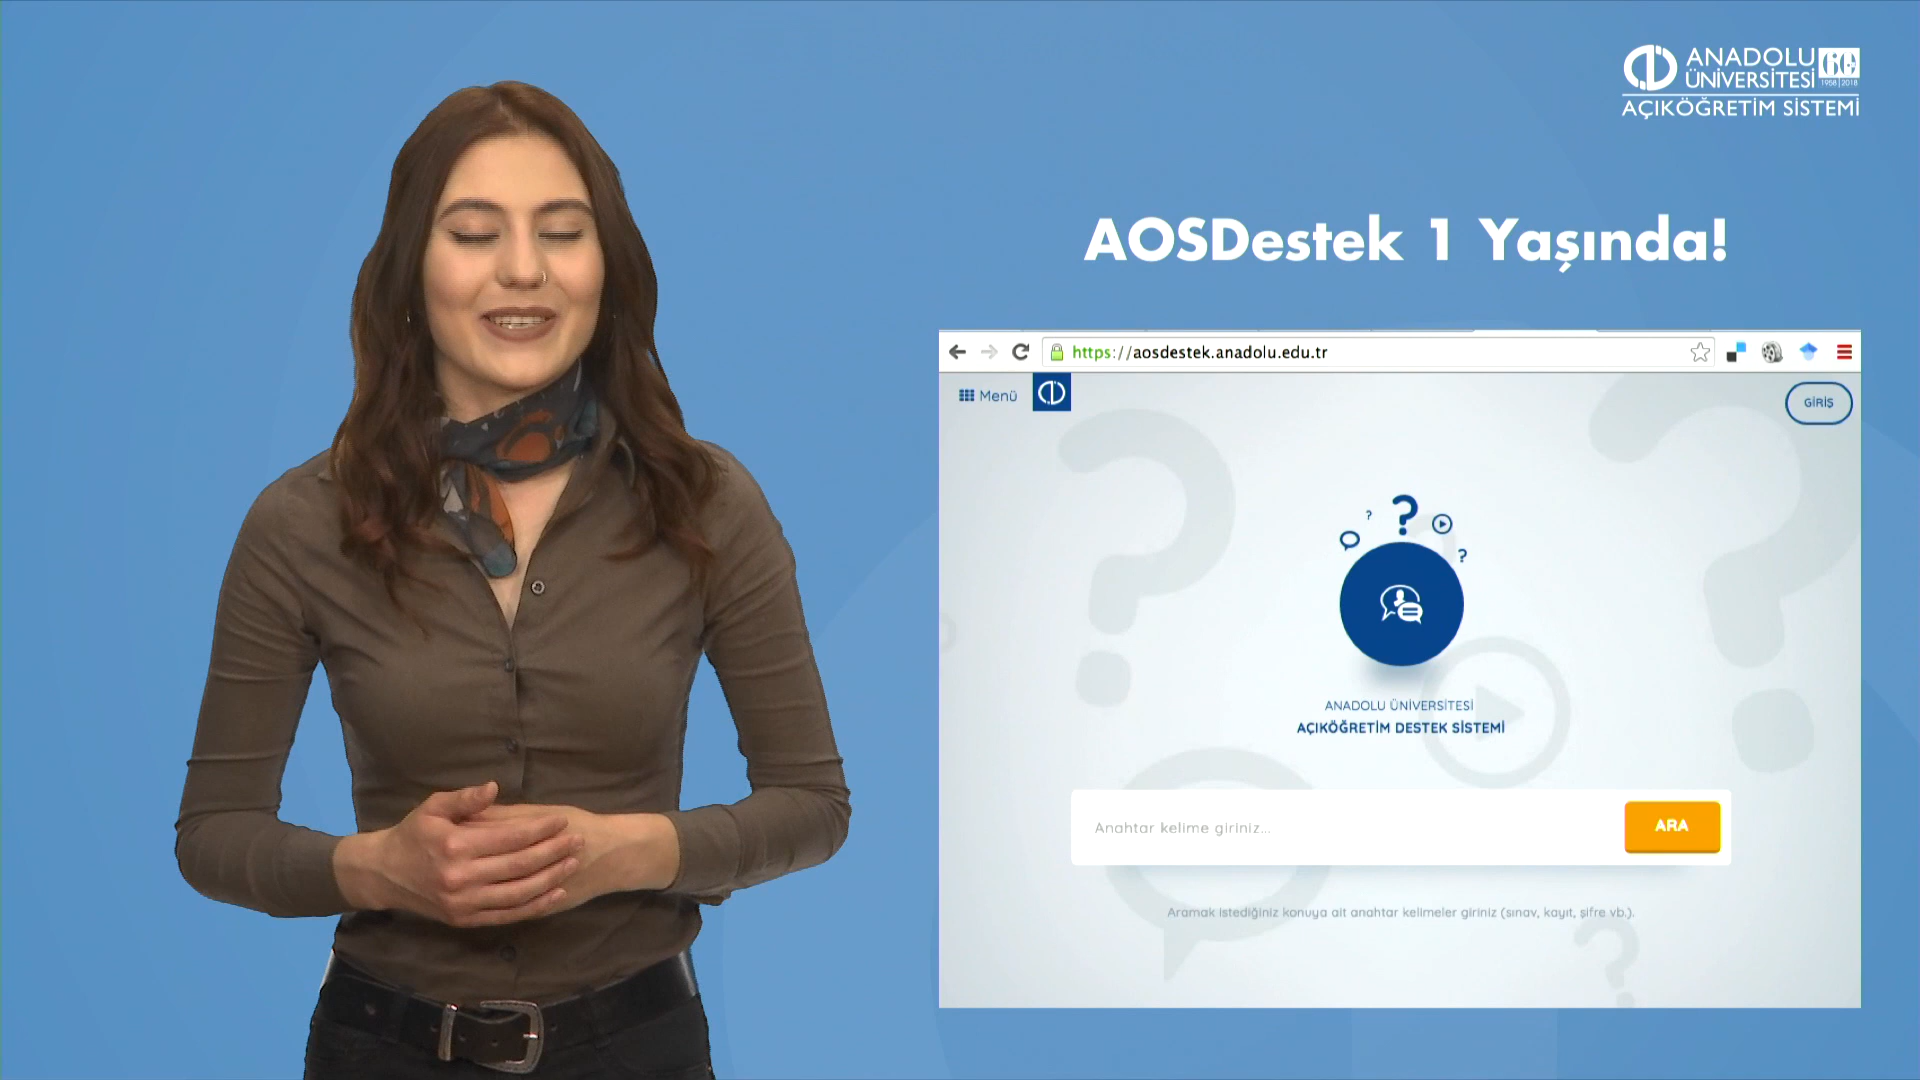 ANADOLU
ÜNİVERSİTESİ
1958 | 2018
AÇIKÖĞRETİM SİSTEMİ
AOSDestek 1 Yaşında!
https://aosdestek.anadolu.edu.tr
Menü
GİRİŞ
ANADOLU ÜNİVERSİTESİ
AÇIKÖĞRETİM DESTEK SİSTEMİ
Anahtar kelime giriniz...
ARA
Aramak istediğiniz konuya ait anahtar kelimeler giriniz (sınav, kayıt, şifre vb.).